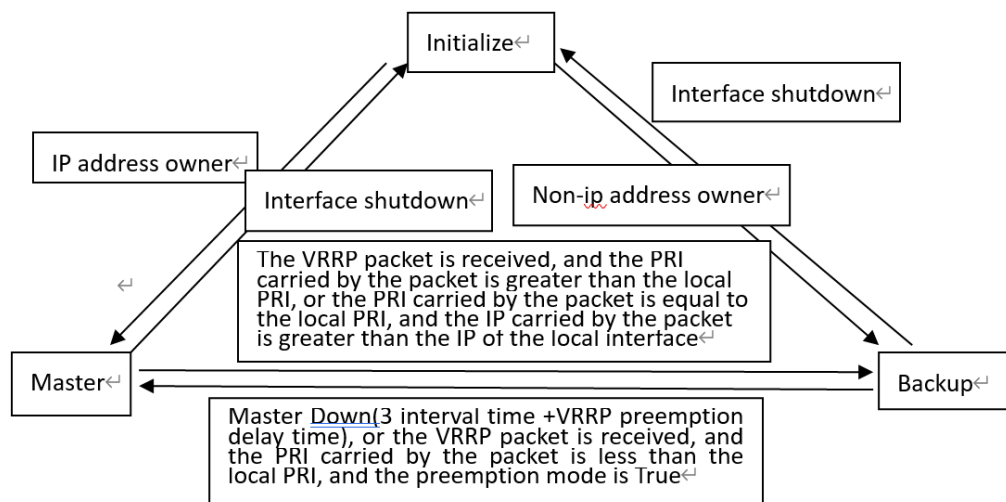 Initialize
Interface shutdown
IP address owner
Interface shutdown
Non-ip address owner
The VRRP packet is received, and the PRI
carried by the packet is greater than the local
PRI, or the PRI carried by the packet is equal to
the local PRI, and the IP carried by the packet
is greater than the IP of the local interface
Master
Backup
Master Down(3 interval time +VRRP preemption
delay time), or the VRRP packet is received, and
the PRI carried by the packet is less than the
local PRI, and the preemption mode is True